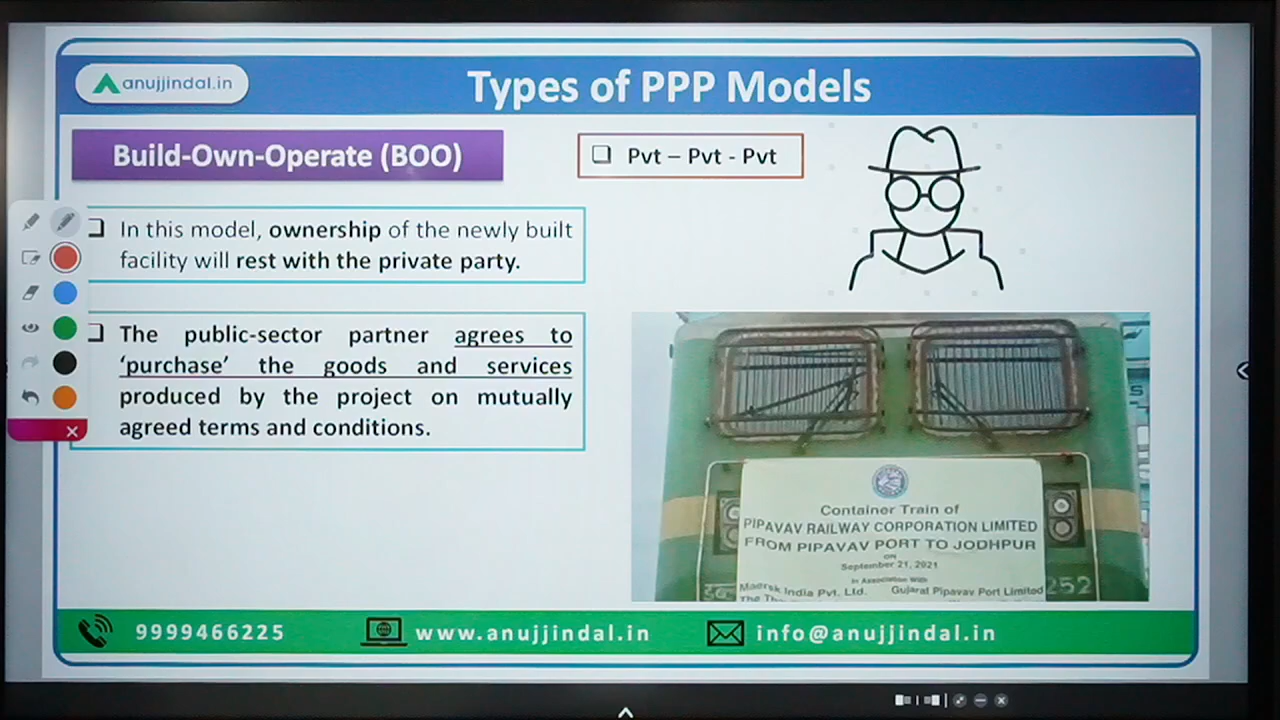 anujjindal.in
Types of PPP Models
Build-Own-Operate (BOO)
Pvt – Pvt - Pvt
In this model, ownership of the newly built
facility will rest with the private party.
The public-sector partner agrees to
‘purchase’ the goods and services
produced by the project on mutually
agreed terms and conditions.
Container Train of
PIPAVAV RAILWAY CORPORATION LIMITED
FROM PIPAVAV PORT TO JODHPUR
ON
September 21, 2021
In Association With
Maersk India Pvt. Ltd. Gujarat Pipavav Port Limited
252
9999466225
www.anujjindal.in
info@anujjindal.in